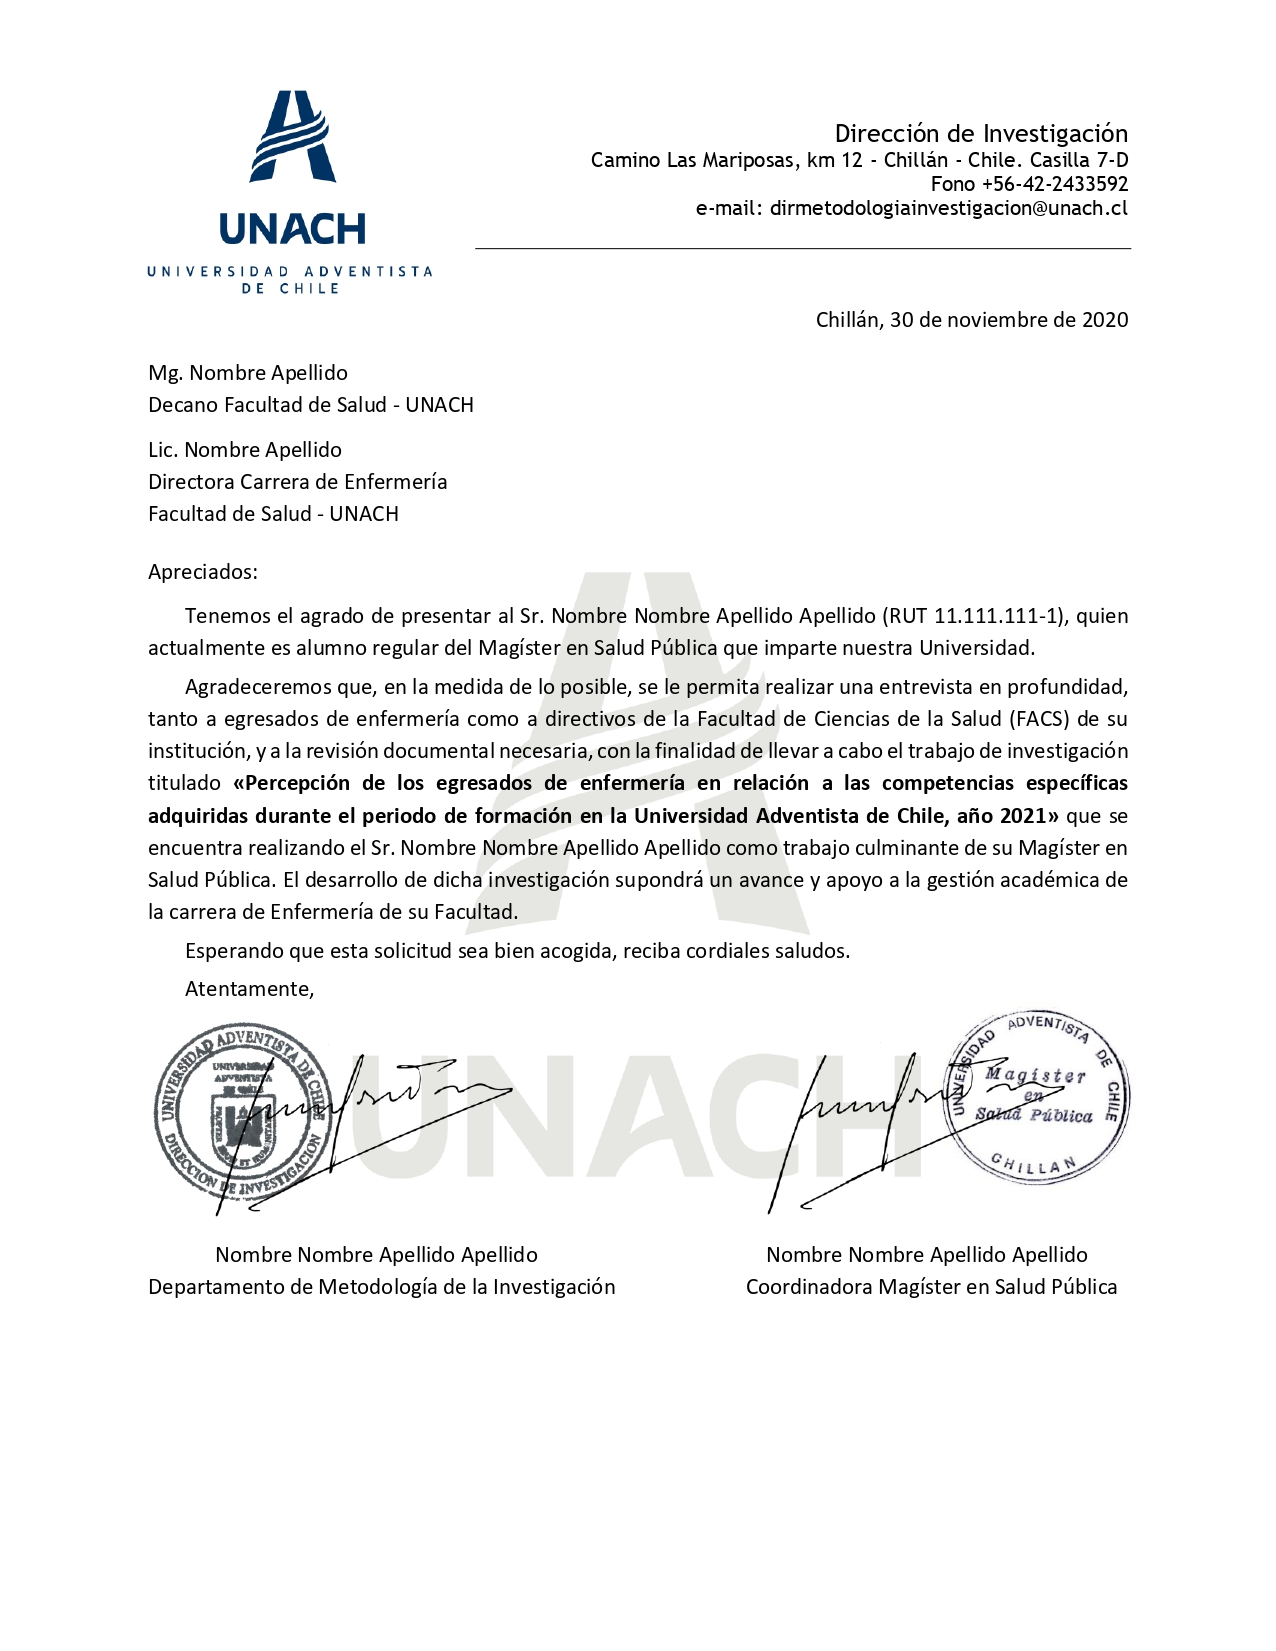 UNACH
UNIVERSIDAD ADVENTISTA
DE CHILE
Dirección de Investigación
Camino Las Mariposas, km 12 - Chillán - Chile. Casilla 7-D
Fono +56-42-2433592
e-mail: dirmetodologiainvestigacion@unach.cl
Chillán, 30 de noviembre de 2020
Mg. Nombre Apellido
Decano Facultad de Salud - UNACH
Lic. Nombre Apellido
Directora Carrera de Enfermería
Facultad de Salud - UNACH
Apreciados:
Tenemos el agrado de presentar al Sr. Nombre Nombre Apellido Apellido (RUT 11.111.111-1), quien
actualmente es alumno regular del Magíster en Salud Pública que imparte nuestra Universidad.
Agradeceremos que, en la medida de lo posible, se le permita realizar una entrevista en profundidad,
tanto a egresados de enfermería como a directivos de la Facultad de Ciencias de la Salud (FACS) de su
institución, y a la revisión documental necesaria, con la finalidad de llevar a cabo el trabajo de investigación
titulado «Percepción de los egresados de enfermería en relación a las competencias específicas
adquiridas durante el periodo de formación en la Universidad Adventista de Chile, año 2021» que se
encuentra realizando el Sr. Nombre Nombre Apellido Apellido como trabajo culminante de su Magíster en
Salud Pública. El desarrollo de dicha investigación supondrá un avance y apoyo a la gestión académica de
la carrera de Enfermería de su Facultad.
Esperando que esta solicitud sea bien acogida, reciba cordiales saludos.
Atentamente,
UNIVERSIDAD ADVENTISTA DE CHILE
DIRECCION DE INVESTIGACION
UNIVERSIDAD
ADVENTISTA
DE CHILE
UNACH
UNIVERSIDAD ADVENTISTA DE CHILE
Magíster
en
Salud Pública
CHILLAN
Nombre Nombre Apellido Apellido
Departamento de Metodología de la Investigación
Nombre Nombre Apellido Apellido
Coordinadora Magíster en Salud Pública